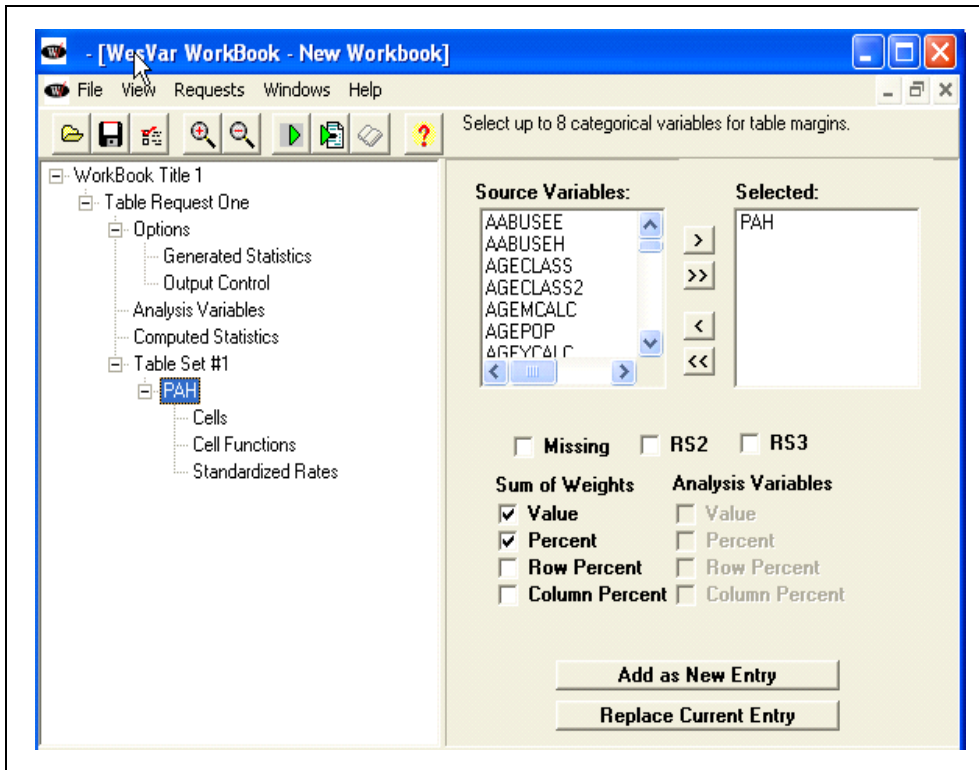 - [WesVar WorkBook - New Workbook]
File View Requests Windows Help
Select up to 8 categorical variables for table margins.
WorkBook Title 1
Table Request One
Options
Generated Statistics
Output Control
Analysis Variables
Computed Statistics
Table Set #1
PAH
Cells
Cell Functions
Standardized Rates
Source Variables:
AABUSEE
AABUSEH
AGECLASS
AGECLASS2
AGEMCALC
AGEPOP
AGEYCALC
>
>>
<
<<
Selected:
PAH
Missing RS2 RS3
Sum of Weights Analysis Variables
Value Value
Percent Percent
Row Percent Row Percent
Column Percent Column Percent
Add as New Entry
Replace Current Entry